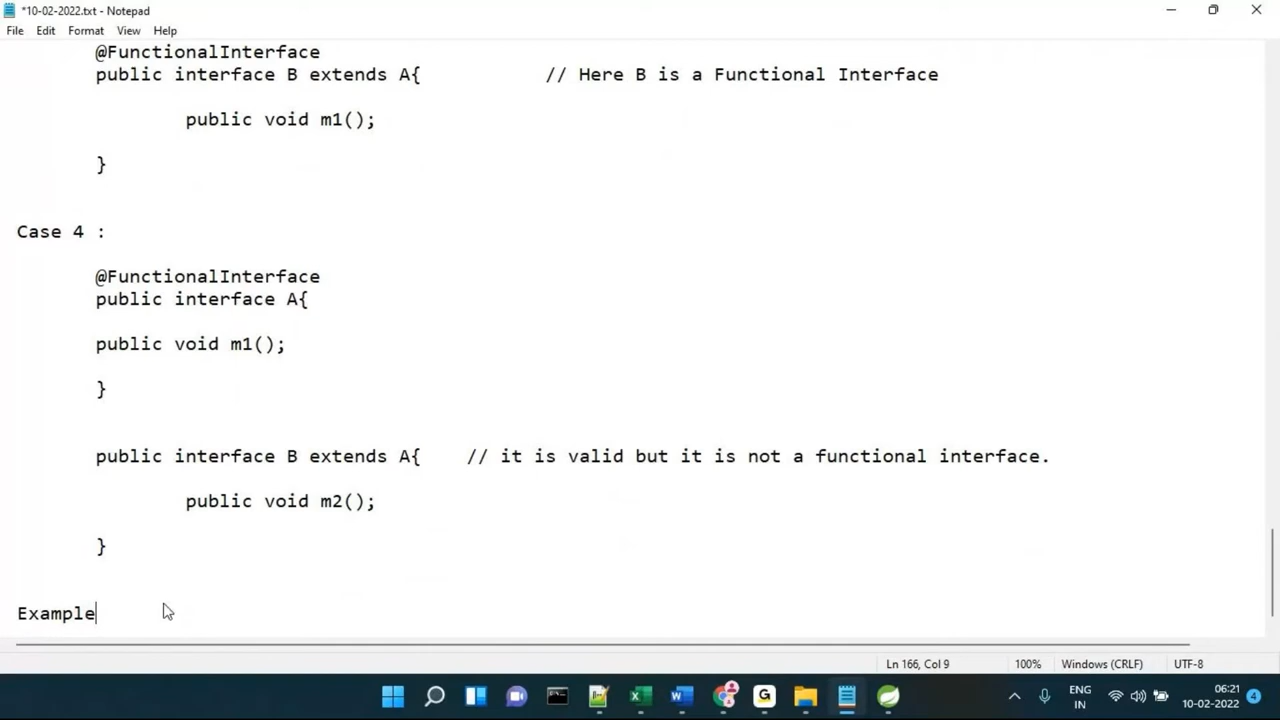 *10-02-2022.txt - Notepad
File Edit Format View Help
@FunctionalInterface
public interface B extends A{ // Here B is a Functional Interface
public void m1();
}
Case 4 :
@FunctionalInterface
public interface A{
public void m1();
}
public interface B extends A{ // it is valid but it is not a functional interface.
public void m2();
}
Example
Ln 166, Col 9 100% Windows (CRLF) UTF-8
ENG
IN
06:21
10-02-2022
4